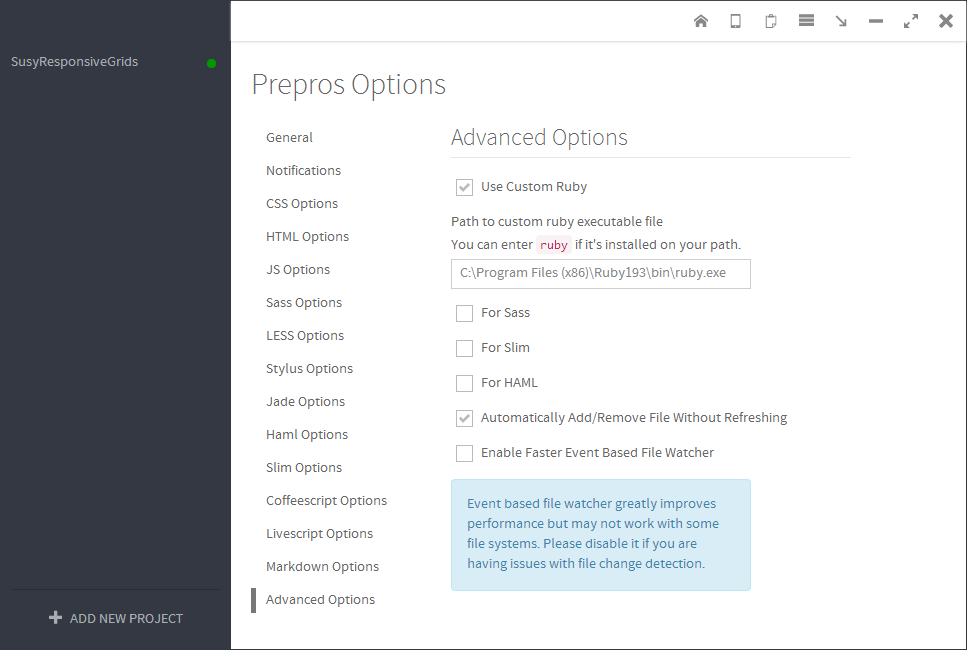 SusyResponsiveGrids
ADD NEW PROJECT
Prepros Options
General
Notifications
CSS Options
HTML Options
JS Options
Sass Options
LESS Options
Stylus Options
Jade Options
Haml Options
Slim Options
Coffeescript Options
Livescript Options
Markdown Options
Advanced Options
Advanced Options
Use Custom Ruby
Path to custom ruby executable file
You can enter ruby if it's installed on your path.
C:\Program Files (x86)\Ruby193\bin\ruby.exe
For Sass
For Slim
For HAML
Automatically Add/Remove File Without Refreshing
Enable Faster Event Based File Watcher
Event based file watcher greatly improves
performance but may not work with some
file systems. Please disable it if you are
having issues with file change detection.